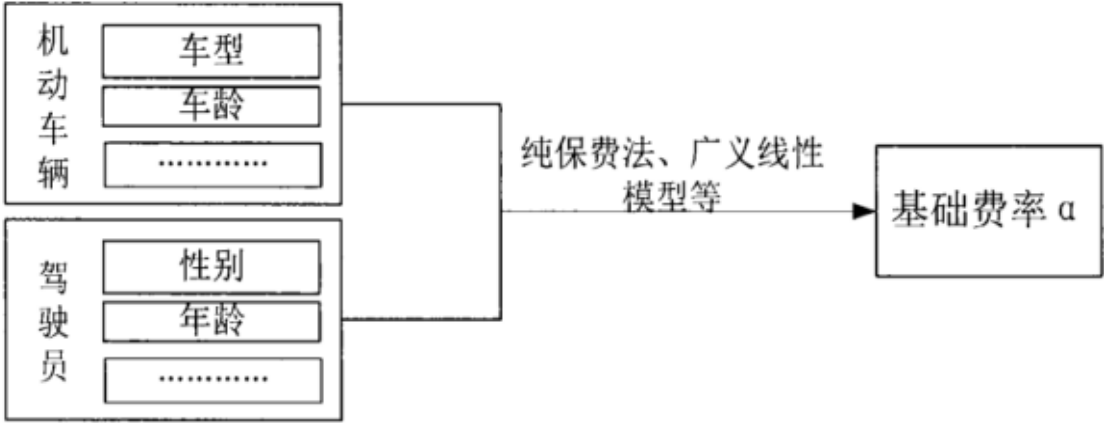 机动车辆
车型
车龄
…………
驾驶员
性别
年龄
…………
纯保费法、广义线性
模型等
基础费率α